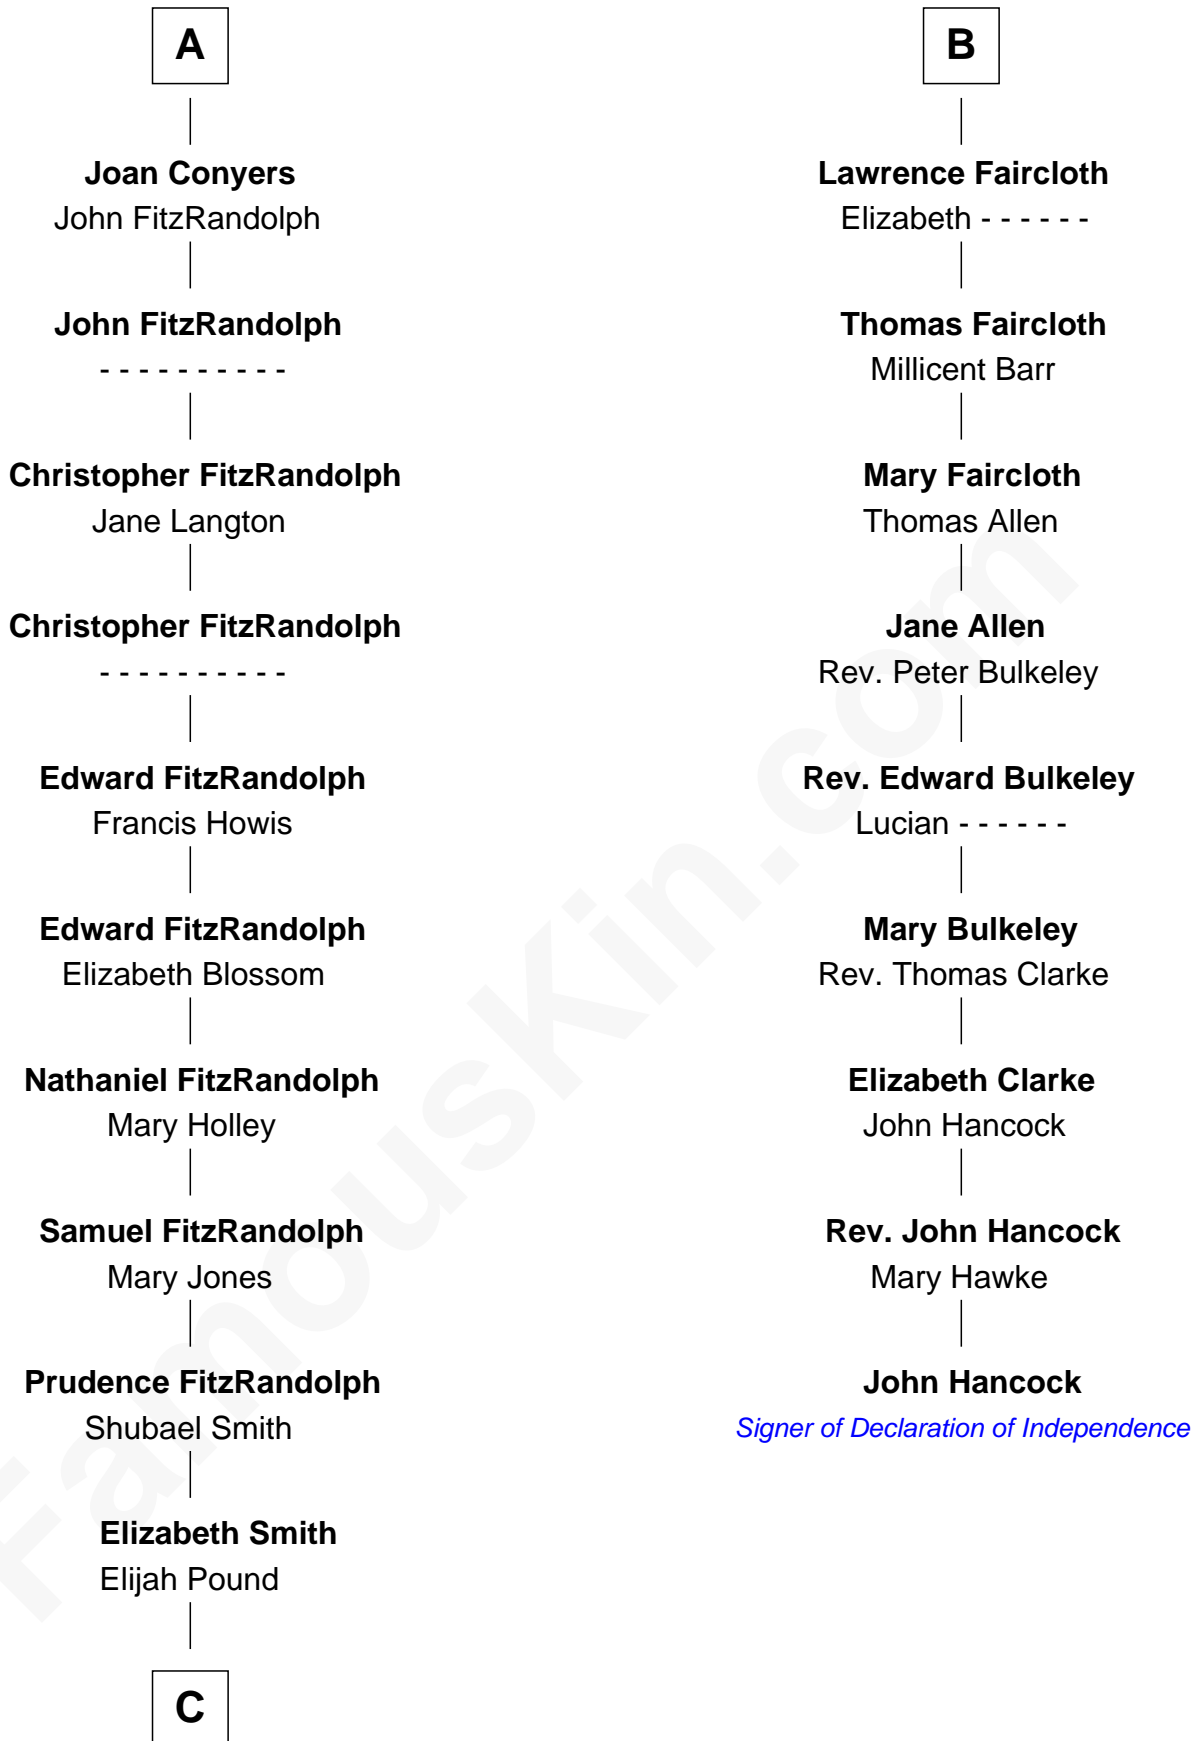 A
Joan Conyers
John FitzRandolph
John FitzRandolph
- - - - - - - - - -
Christopher FitzRandolph
Jane Langton
Christopher FitzRandolph
- - - - - - - - - -
Edward FitzRandolph
Francis Howis
Edward FitzRandolph
Elizabeth Blossom
Nathaniel FitzRandolph
Mary Holley
Samuel FitzRandolph
Mary Jones
Prudence FitzRandolph
Shubael Smith
Elizabeth Smith
Elijah Pound
C
B
Lawrence Faircloth
Elizabeth - - - - - -
Thomas Faircloth
Millicent Barr
Mary Faircloth
Thomas Allen
Jane Allen
Rev. Peter Bulkeley
Rev. Edward Bulkeley
Lucian - - - - - -
Mary Bulkeley
Rev. Thomas Clarke
Elizabeth Clarke
John Hancock
Rev. John Hancock
Mary Hawke
John Hancock
Signer of Declaration of Independence
FamousKin.com